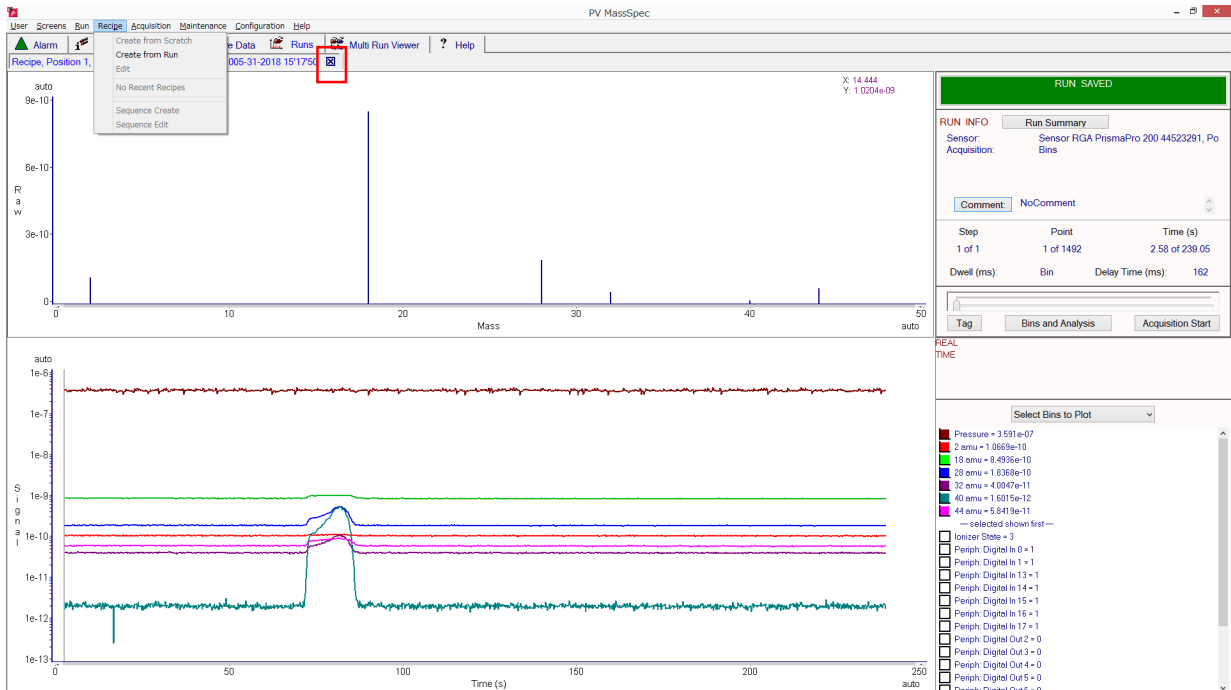 PV MassSpec
User Screens Run Recipe Acquisition Maintenance Configuration Help
Alarm
Create from Scratch
Create from Run
Edit
No Recent Recipes
Sequence Create
Sequence Edit
e Data Runs Multi Run Viewer ? Help
Recipe, Position 1, 005-31-2018 15'17'50
X: 14.444
Y: 1.0204e-09
auto
9e-10
6e-10
Raw
3e-10
0
0 10 20 30 40 50
Mass
auto
auto
1e-6
1e-7
1e-8
Signal
1e-9
1e-10
1e-11
1e-12
1e-13
0 50 100 150 200 250
Time (s)
auto
RUN SAVED
RUN INFO Run Summary
Sensor: Sensor RGA PrismaPro 200 44523291, Po
Acquisition: Bins
Comment: NoComment
Step Point Time (s)
1 of 1 1 of 1492 2.58 of 239.05
Dwell (ms): Bin Delay Time (ms): 162
Tag Bins and Analysis Acquisition Start
REAL
TIME
Select Bins to Plot
Pressure = 3.591e-07
2 amu = 1.0669e-10
18 amu = 8.4936e-10
28 amu = 1.8368e-10
32 amu = 4.0047e-11
40 amu = 1.6015e-12
44 amu = 5.8419e-11
— selected shown first —
Ionizer State = 3
Periph: Digital In 0 = 1
Periph: Digital In 1 = 1
Periph: Digital In 13 = 1
Periph: Digital In 14 = 1
Periph: Digital In 15 = 1
Periph: Digital In 16 = 1
Periph: Digital In 17 = 1
Periph: Digital Out 2 = 0
Periph: Digital Out 3 = 0
Periph: Digital Out 4 = 0
Periph: Digital Out 5 = 0